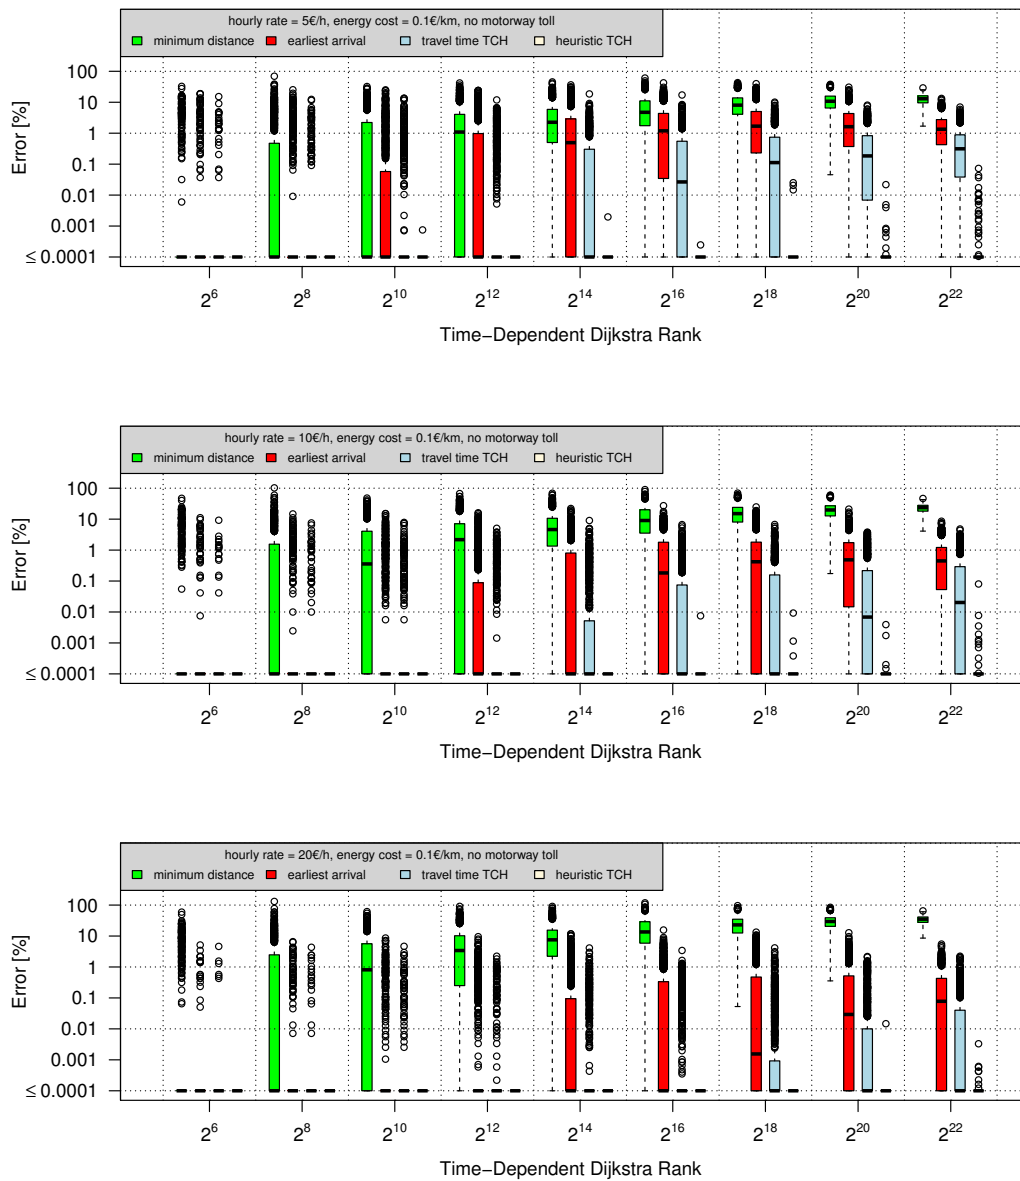 hourly rate = 5€/h, energy cost = 0.1€/km, no motorway toll
minimum distance earliest arrival travel time TCH heuristic TCH
Error [%]
100
10
1
0.1
0.01
0.001
≤ 0.0001
2^6 2^8 2^10 2^12 2^14 2^16 2^18 2^20 2^22
Time−Dependent Dijkstra Rank
hourly rate = 10€/h, energy cost = 0.1€/km, no motorway toll
minimum distance earliest arrival travel time TCH heuristic TCH
Error [%]
100
10
1
0.1
0.01
0.001
≤ 0.0001
2^6 2^8 2^10 2^12 2^14 2^16 2^18 2^20 2^22
Time−Dependent Dijkstra Rank
hourly rate = 20€/h, energy cost = 0.1€/km, no motorway toll
minimum distance earliest arrival travel time TCH heuristic TCH
Error [%]
100
10
1
0.1
0.01
0.001
≤ 0.0001
2^6 2^8 2^10 2^12 2^14 2^16 2^18 2^20 2^22
Time−Dependent Dijkstra Rank